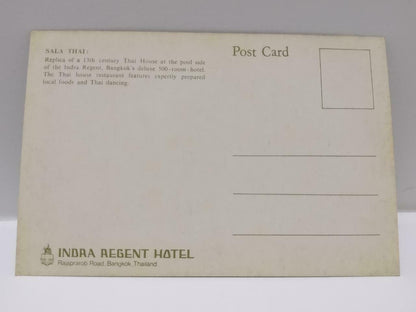 SALA THAI:
Replica of a 13th century Thai House at the pool side
of the Indra Regent, Bangkok's deluxe 500-room-hotel.
The Thai house restaurant features expertly prepared
local foods and Thai dancing.
Post Card
INDRA REGENT HOTEL
Rajaprarob Road, Bangkok, Thailand